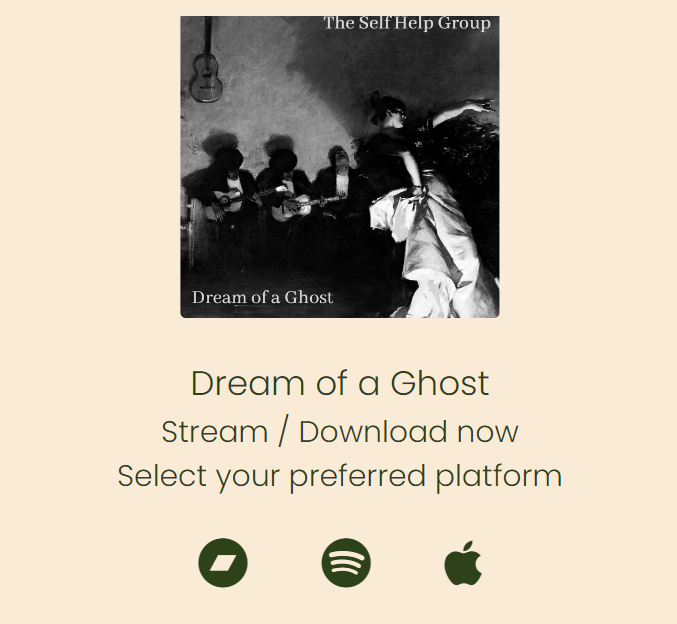 The Self Help Group
Dream of a Ghost
Dream of a Ghost
Stream / Download now
Select your preferred platform